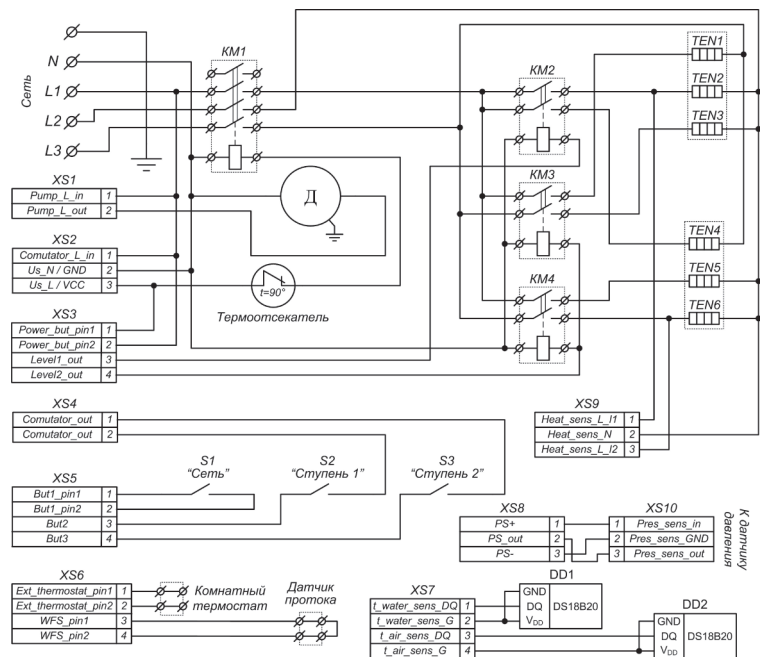 Сеть
N
L1
L2
L3
КМ1
КМ2
КМ3
КМ4
TEN1
TEN2
TEN3
TEN4
TEN5
TEN6
Д
t=90°
Термоотсекатель
XS1
Pump_L_in 1
Pump_L_out 2
XS2
Comutator_L_in 1
Us_N / GND 2
Us_L / VCC 3
XS3
Power_but_pin1 1
Power_but_pin2 2
Level1_out 3
Level2_out 4
XS4
Comutator_out 1
Comutator_out 2
XS5
But1_pin1 1
But1_pin2 2
But2 3
But3 4
S1
"Сеть"
S2
"Ступень 1"
S3
"Ступень 2"
XS9
Heat_sens_L_l1 1
Heat_sens_N 2
Heat_sens_L_l2 3
XS8
PS+ 1
PS_out 2
PS- 3
XS10
1 Pres_sens_in
2 Pres_sens_GND
3 Pres_sens_out
К датчику
давления
XS6
Ext_thermostat_pin1 1
Ext_thermostat_pin2 2
WFS_pin1 3
WFS_pin2 4
Комнатный
термостат
Датчик
протока
XS7
t_water_sens_DQ 1
t_water_sens_G 2
t_air_sens_DQ 3
t_air_sens_G 4
DD1
GND
DQ
VDD
DS18B20
DD2
GND
DQ
VDD
DS18B20